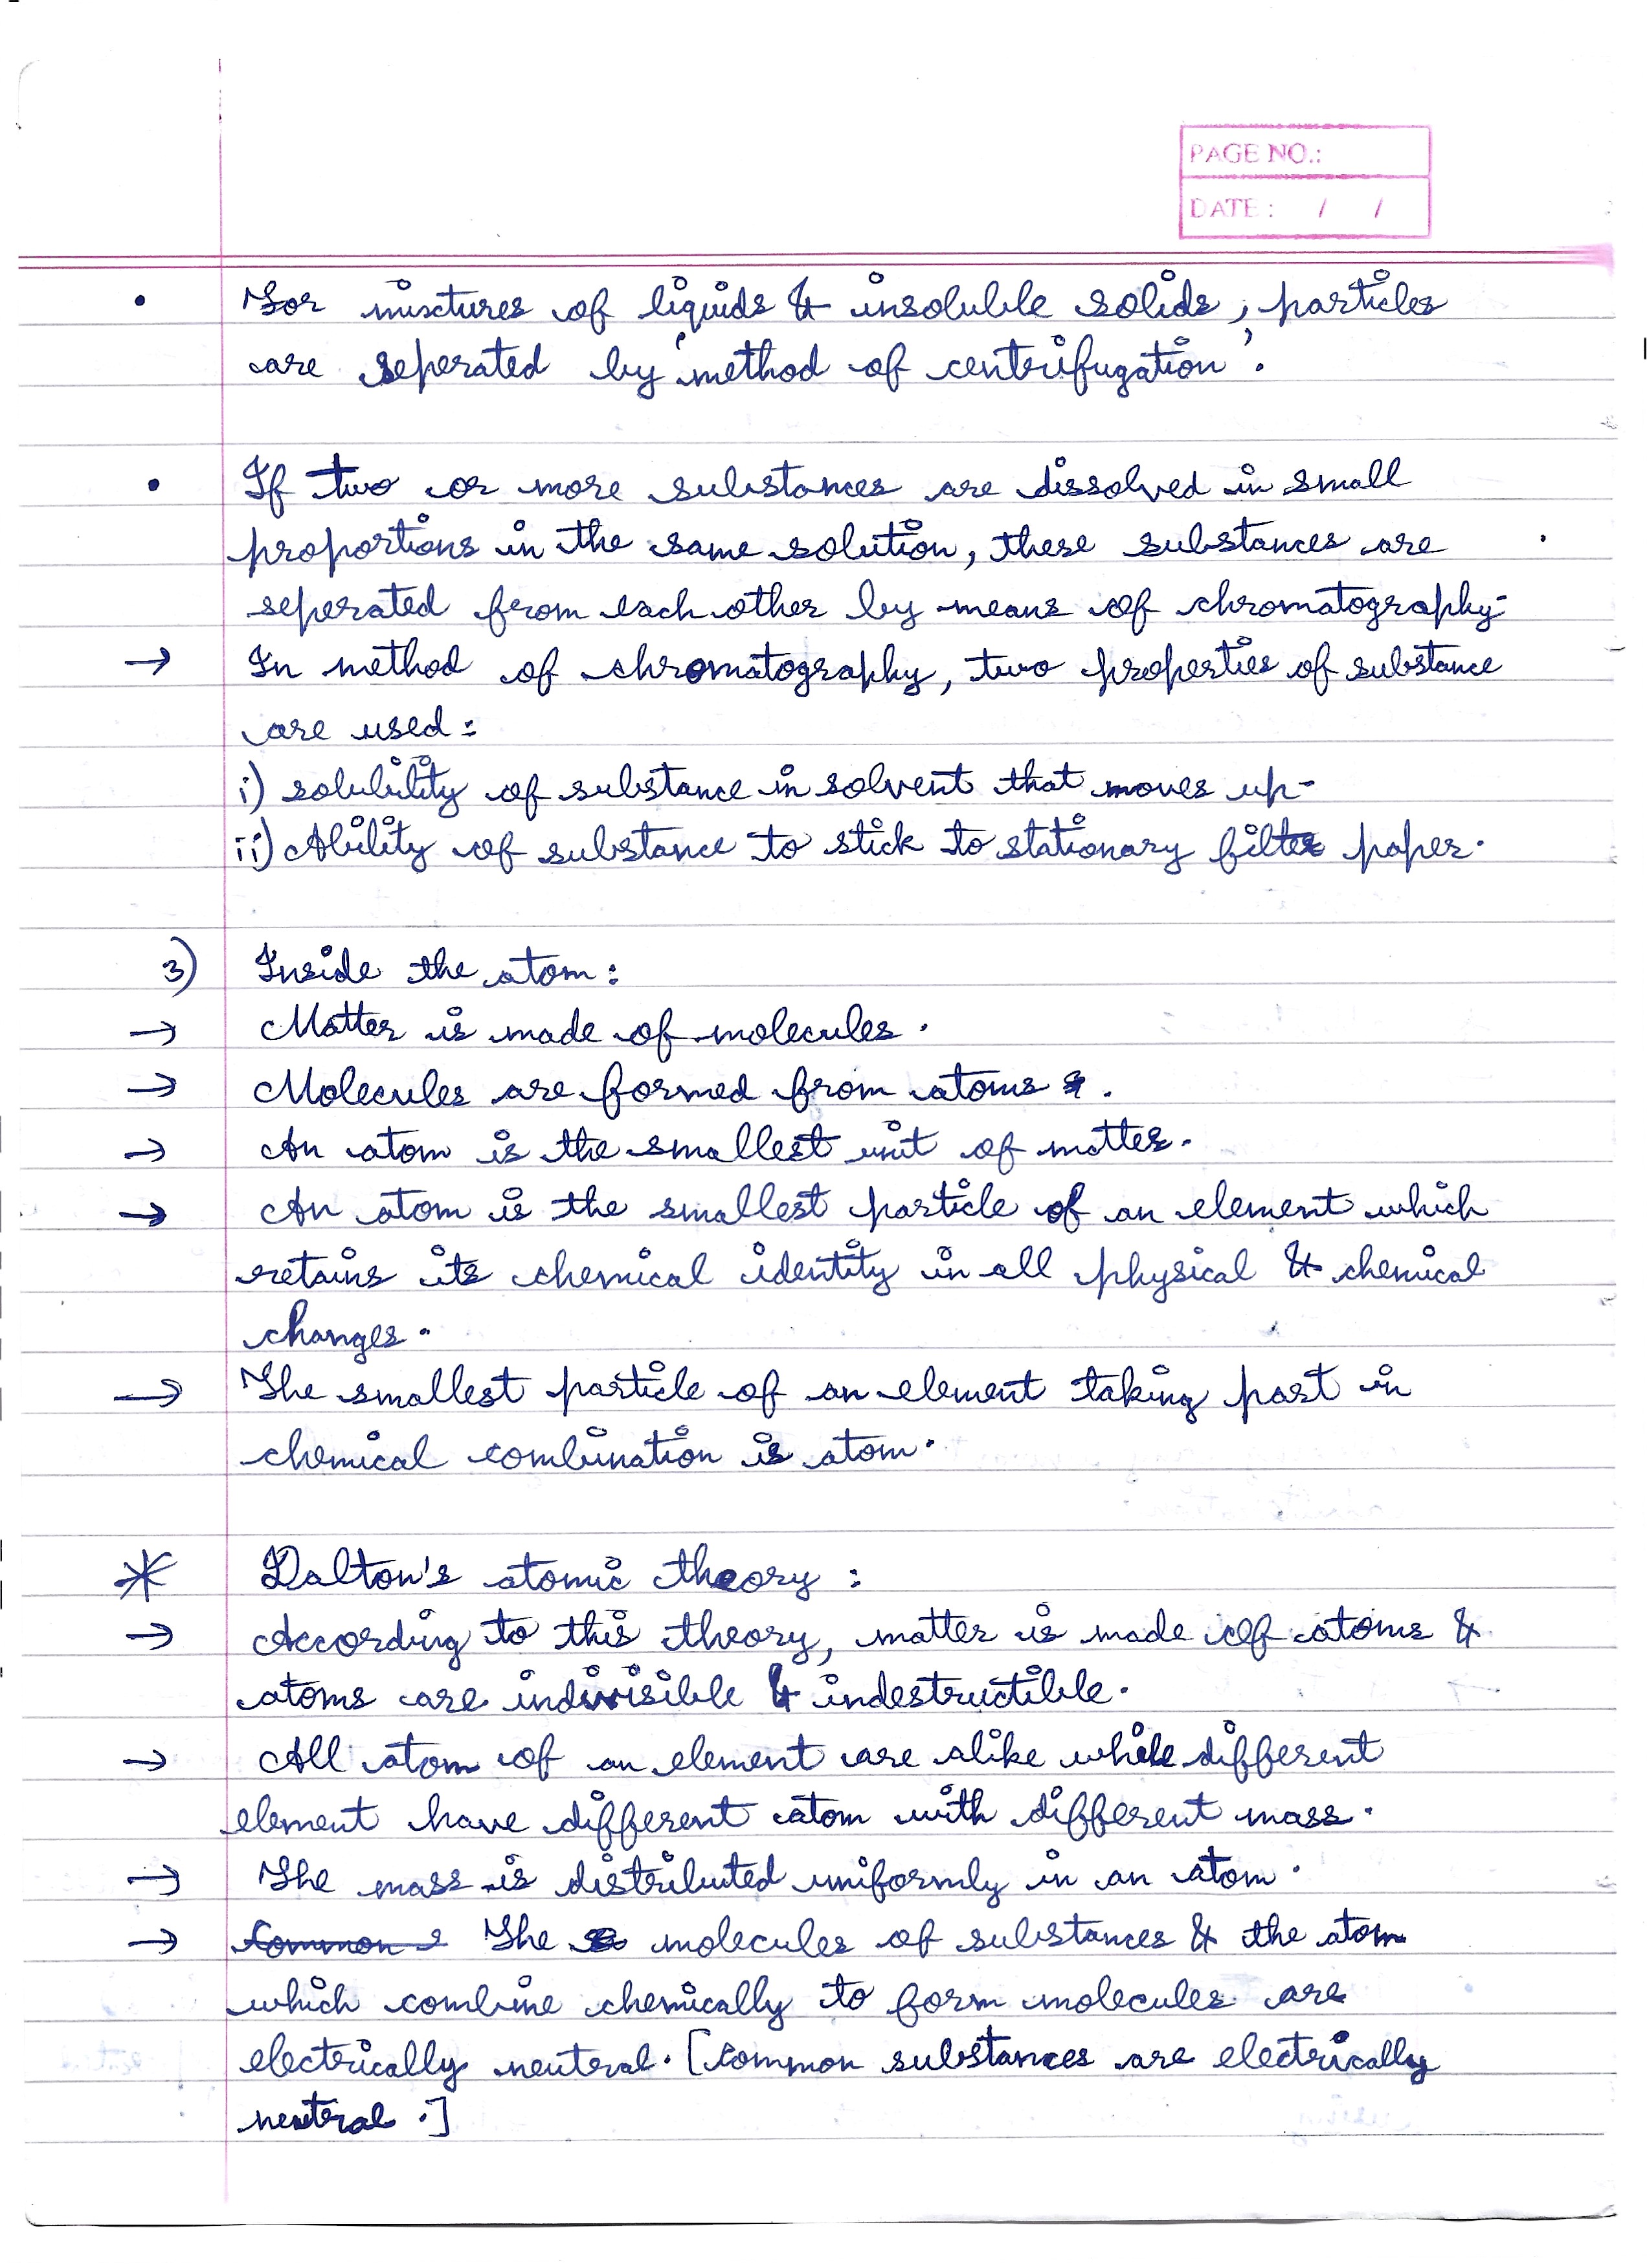 PAGE NO.:
DATE : / /
• For mixtures of liquids & insoluble solids, particles
are seperated by 'method of centrifugation'.
• If two or more substances are dissolved in small
proportions in the same solution, these substances are
seperated from each other by means of chromatography.
→ In method of chromatography, two properties of substance
are used :
i) solubility of substance in solvent that moves up.
ii) Ability of substance to stick to stationary filter paper.
3) Inside the atom :
→ Matter is made of molecules.
→ Molecules are formed from atoms.
→ An atom is the smallest unit of matter.
→ An atom is the smallest particle of an element which
retains its chemical identity in all physical & chemical
changes.
→ The smallest particle of an element taking part in
chemical combination is atom.
* Dalton's atomic theory :
→ According to this theory, matter is made of atoms &
atoms are indivisible & indestructible.
→ All atom of an element are alike while different
element have different atom with different mass.
→ The mass is distributed uniformly in an atom.
→ Common The molecules of substances & the atom
which combine chemically to form molecules are
electrically neutral. [Common substances are electrically
neutral.]